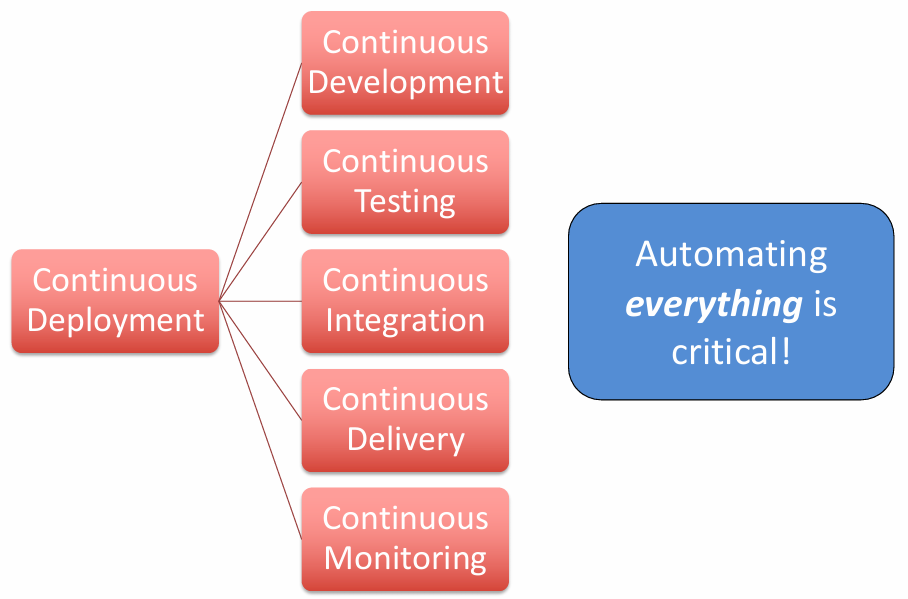 Continuous
Deployment
Continuous
Development
Continuous
Testing
Continuous
Integration
Continuous
Delivery
Continuous
Monitoring
Automating
everything is
critical!